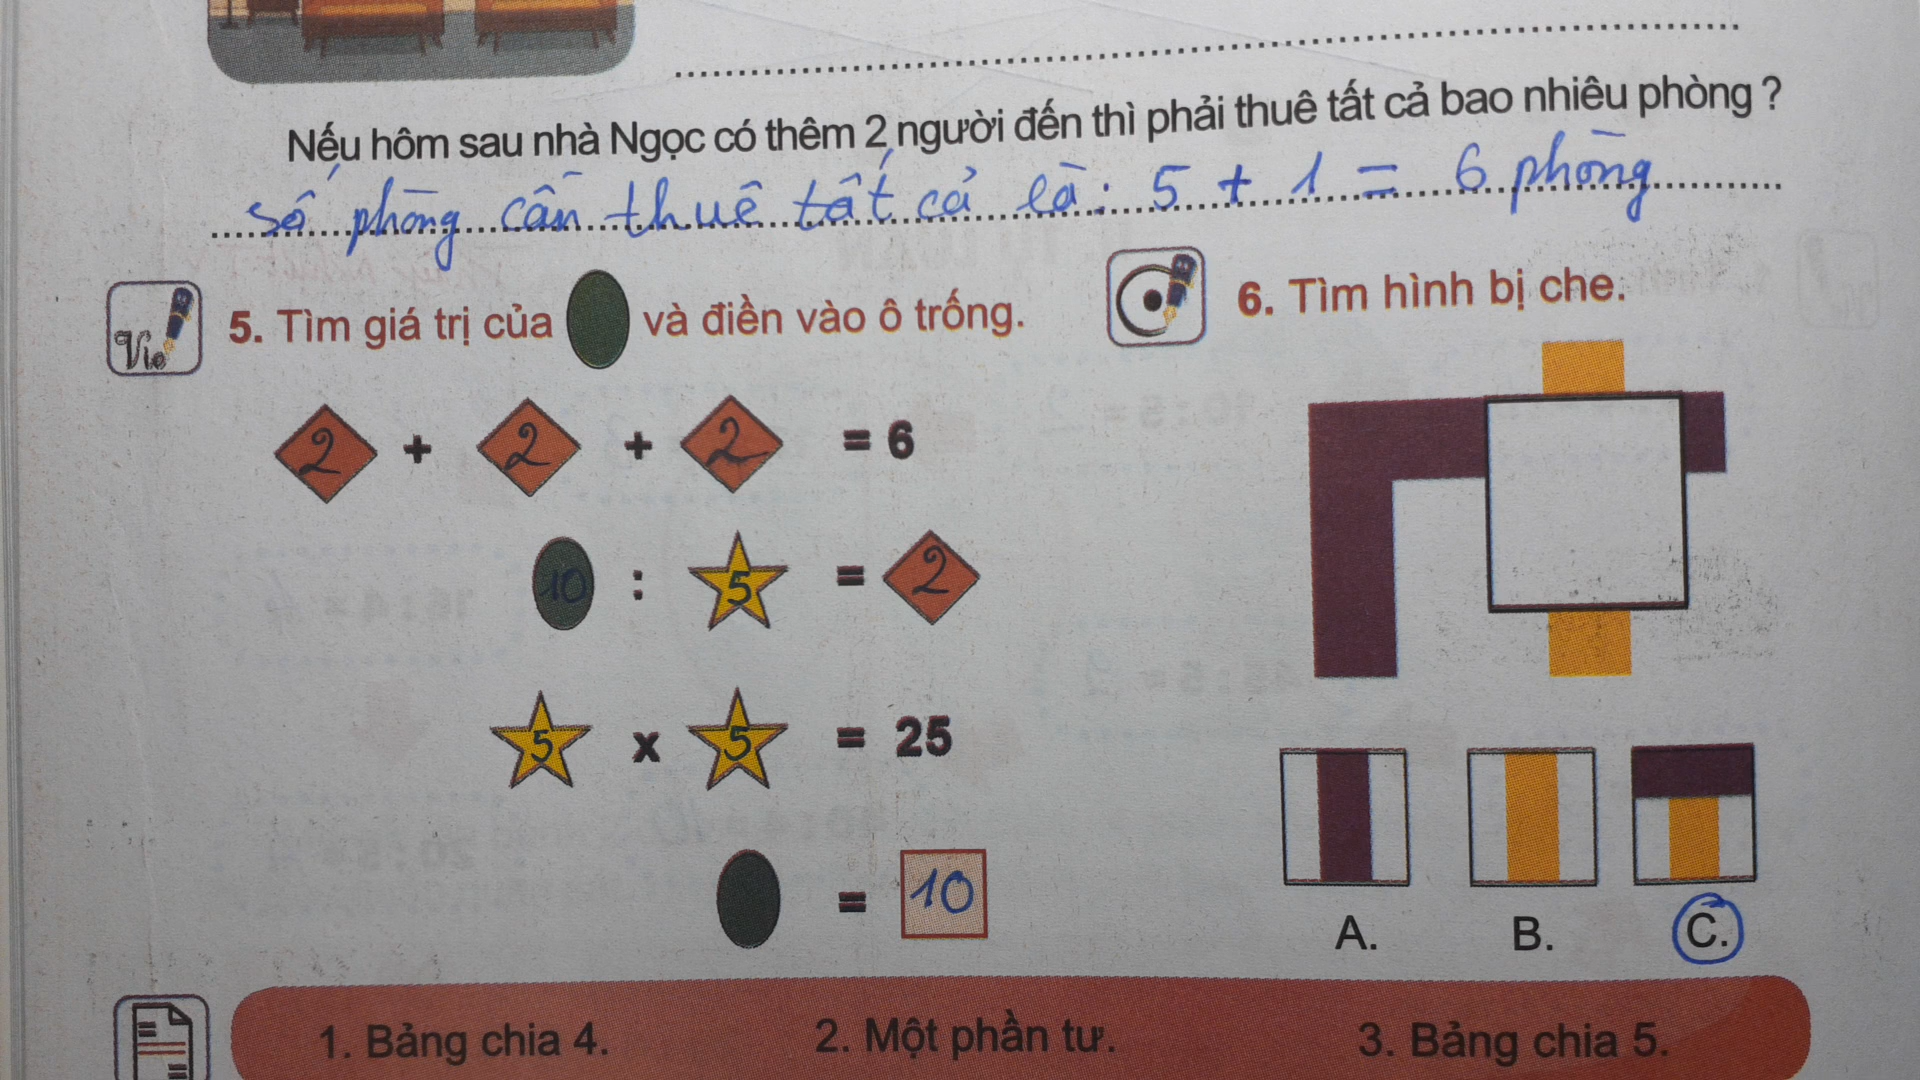 Nếu hôm sau nhà Ngọc có thêm 2 người đến thì phải thuê tất cả bao nhiêu phòng ?
Số phòng cần thuê tất cả là: 5 + 1 = 6 phòng
Vio
5. Tìm giá trị của và điền vào ô trống.
2 + 2 + 2 = 6
10 : 5 = 2
5 x 5 = 25
= 10
6. Tìm hình bị che.
A. B. C.
1. Bảng chia 4. 2. Một phần tư. 3. Bảng chia 5.